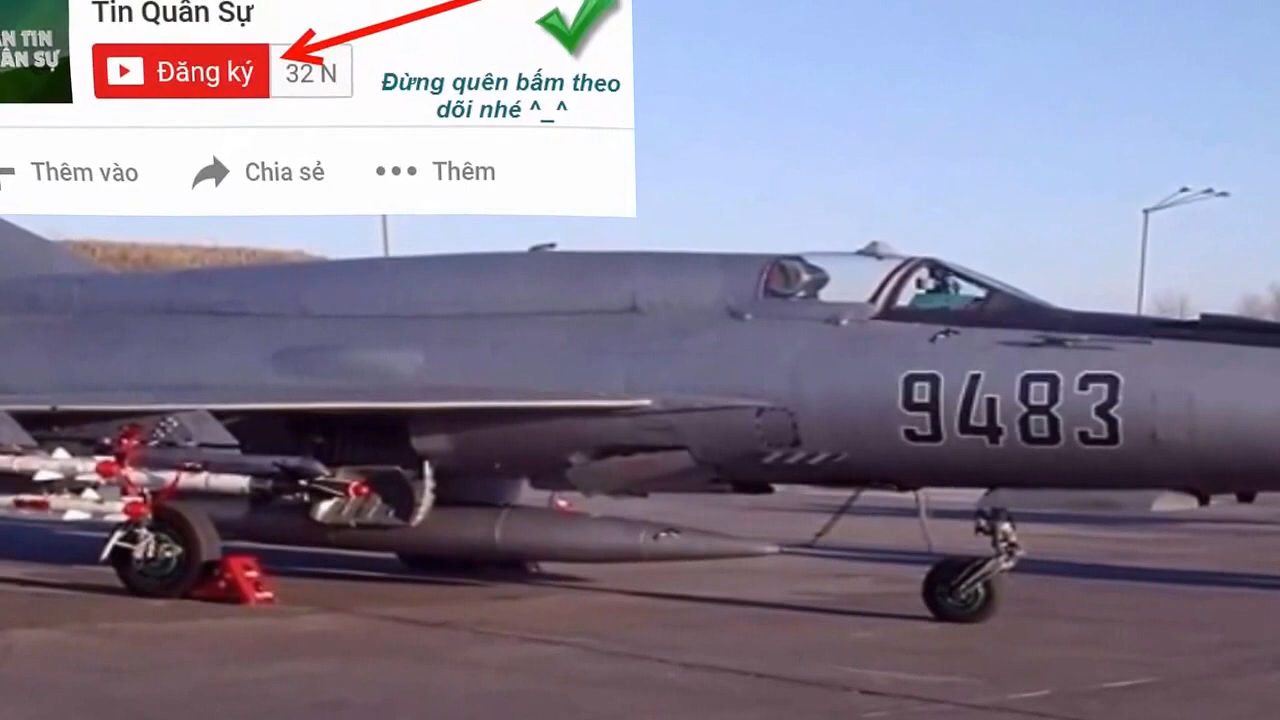 Tin Quân Sự
N TIN
ÂN SỰ
Đăng ký
32 N
Đừng quên bấm theo
dõi nhé ^_^
Thêm vào
Chia sẻ
Thêm
9483